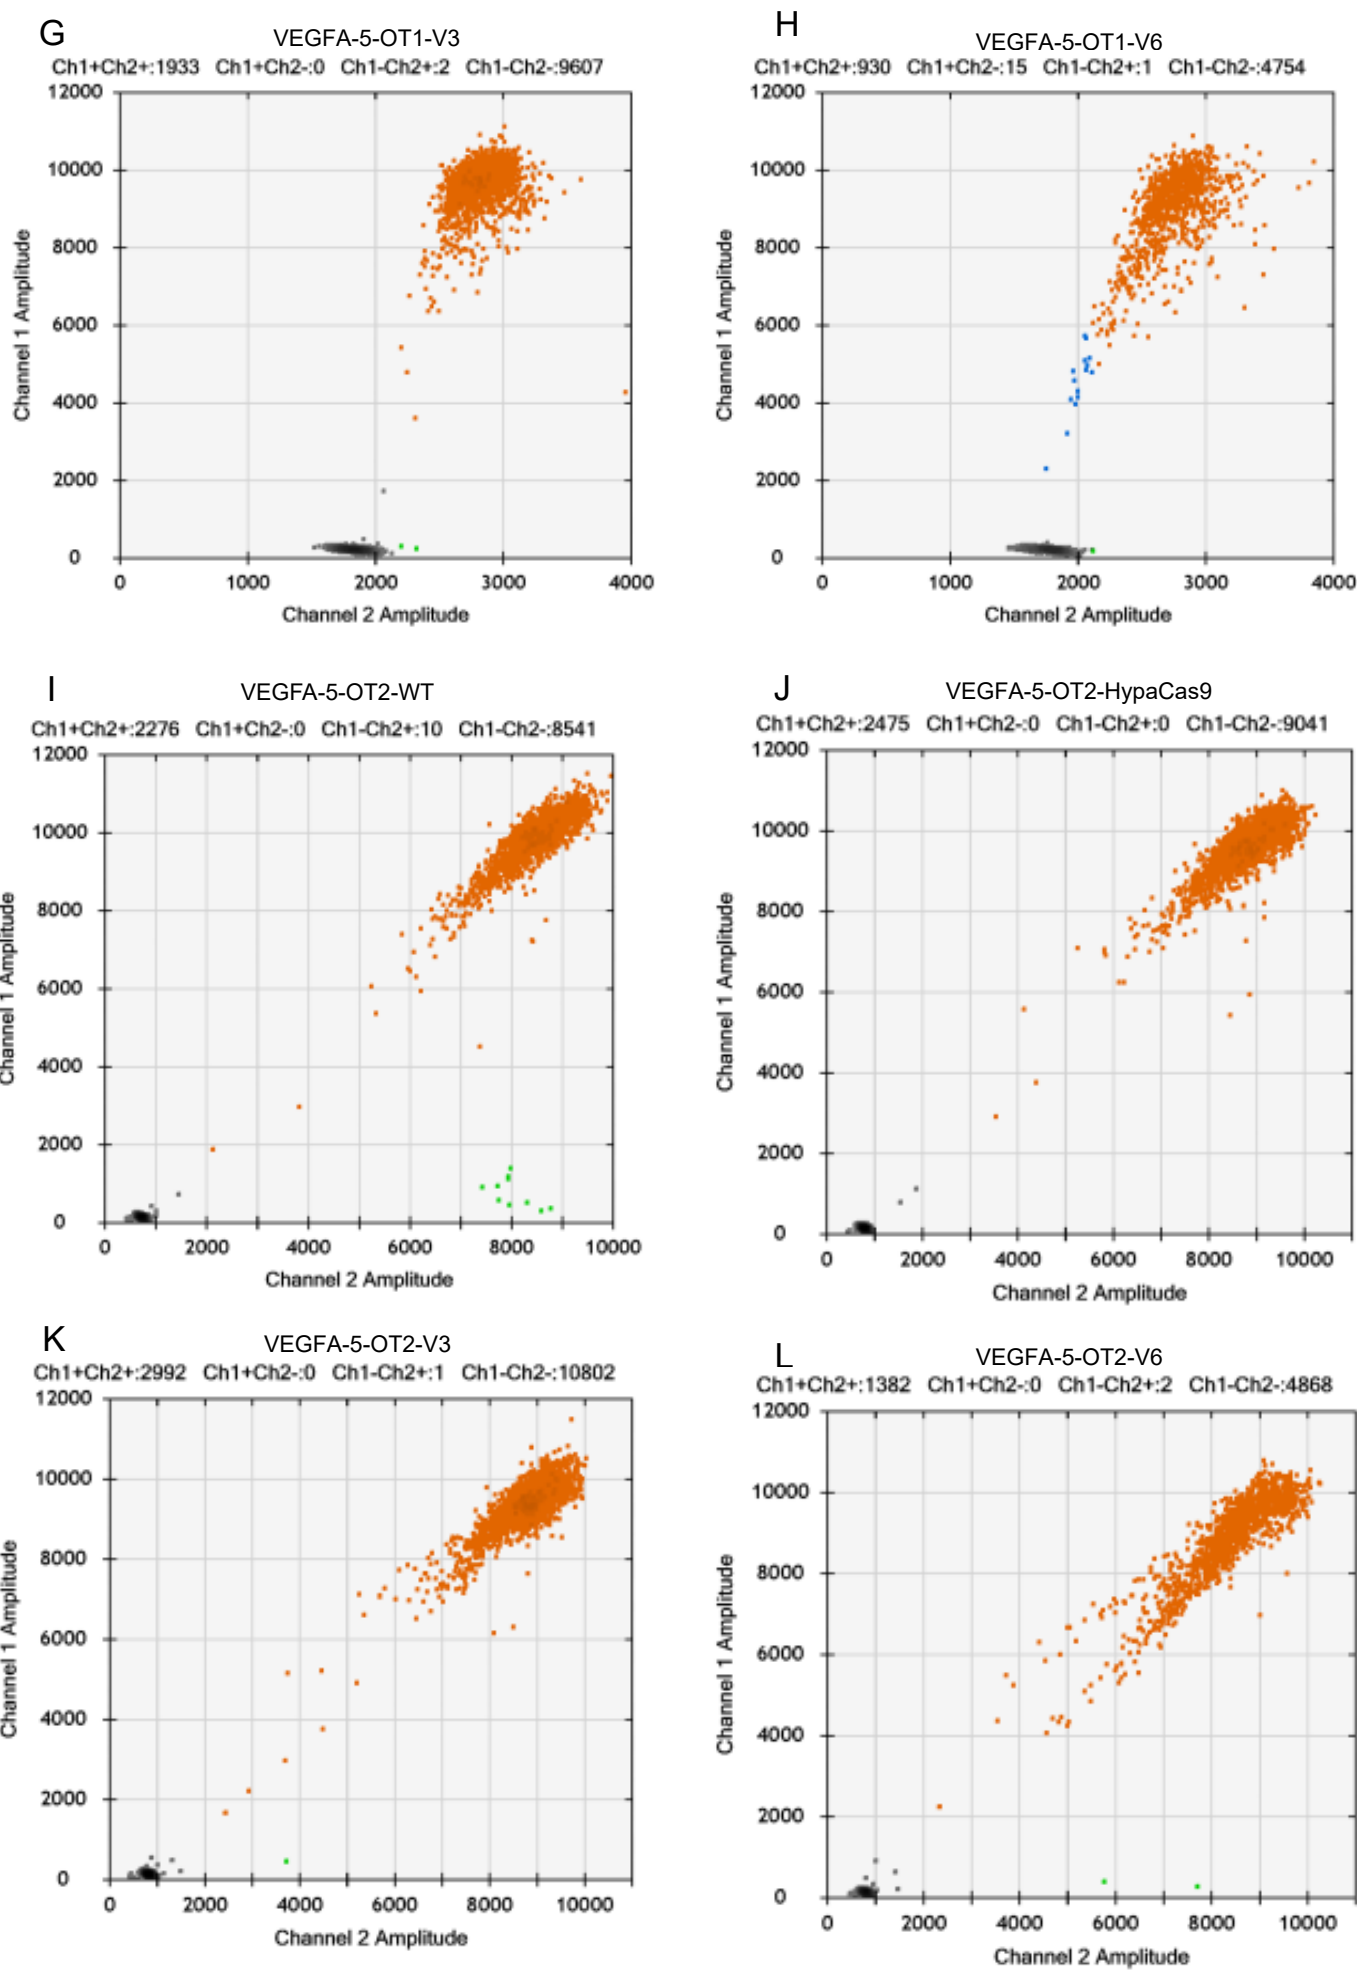 G
VEGFA-5-OT1-V3
Ch1+Ch2+:1933 Ch1+Ch2-:0 Ch1-Ch2+:2 Ch1-Ch2-:9607
12000
10000
8000
6000
4000
2000
0
Channel 1 Amplitude
0 1000 2000 3000 4000
Channel 2 Amplitude
H
VEGFA-5-OT1-V6
Ch1+Ch2+:930 Ch1+Ch2-:15 Ch1-Ch2+:1 Ch1-Ch2-:4754
12000
10000
8000
6000
4000
2000
0
Channel 1 Amplitude
0 1000 2000 3000 4000
Channel 2 Amplitude
I
VEGFA-5-OT2-WT
Ch1+Ch2+:2276 Ch1+Ch2-:0 Ch1-Ch2+:10 Ch1-Ch2-:8541
12000
10000
8000
6000
4000
2000
0
Channel 1 Amplitude
0 2000 4000 6000 8000 10000
Channel 2 Amplitude
J
VEGFA-5-OT2-HypaCas9
Ch1+Ch2+:2475 Ch1+Ch2-:0 Ch1-Ch2+:0 Ch1-Ch2-:9041
12000
10000
8000
6000
4000
2000
0
Channel 1 Amplitude
0 2000 4000 6000 8000 10000
Channel 2 Amplitude
K
VEGFA-5-OT2-V3
Ch1+Ch2+:2992 Ch1+Ch2-:0 Ch1-Ch2+:1 Ch1-Ch2-:10802
12000
10000
8000
6000
4000
2000
0
Channel 1 Amplitude
0 2000 4000 6000 8000 10000
Channel 2 Amplitude
L
VEGFA-5-OT2-V6
Ch1+Ch2+:1382 Ch1+Ch2-:0 Ch1-Ch2+:2 Ch1-Ch2-:4868
12000
10000
8000
6000
4000
2000
0
Channel 1 Amplitude
0 2000 4000 6000 8000 10000
Channel 2 Amplitude